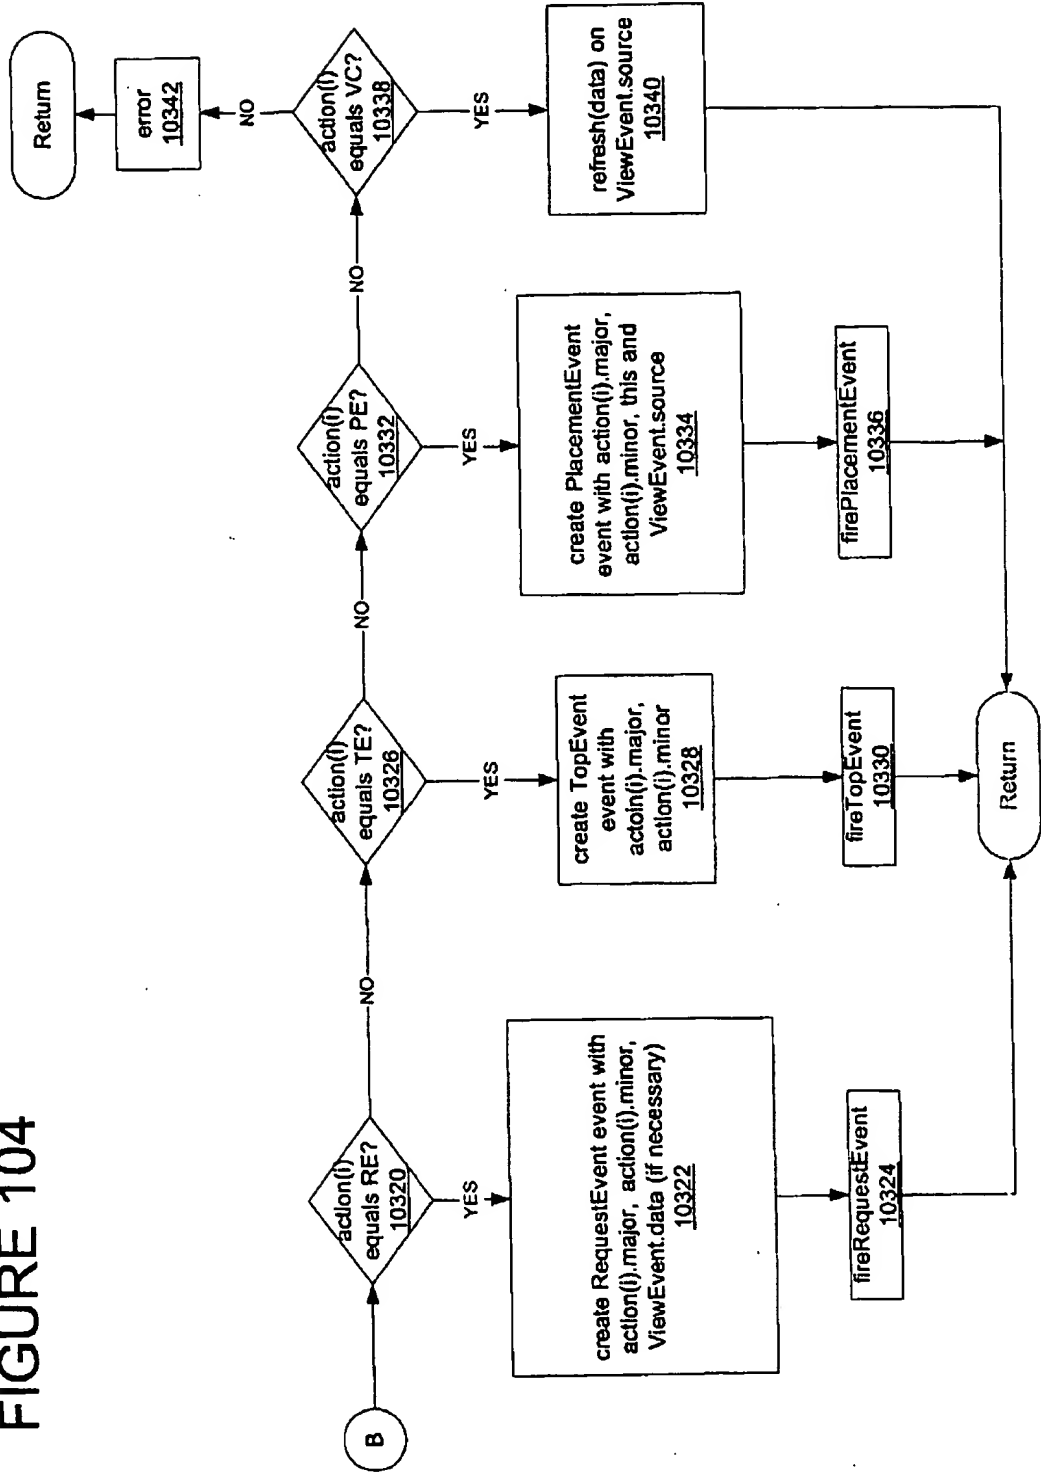 FIGURE 104
B
action(i)
equals RE?
10320
YES
create RequestEvent event with
action(i).major, action(i).minor,
ViewEvent.data (if necessary)
10322
fireRequestEvent
10324
NO
action(i)
equals TE?
10326
YES
create TopEvent
event with
actoin(i).major,
action(i).minor
10328
fireTopEvent
10330
NO
action(i)
equals PE?
10332
YES
create PlacementEvent
event with action(i).major,
action(i).minor, this and
ViewEvent.source
10334
firePlacementEvent
10336
NO
action(i)
equals VC?
10338
YES
refresh(data) on
ViewEvent.source
10340
NO
error
10342
Return
Return